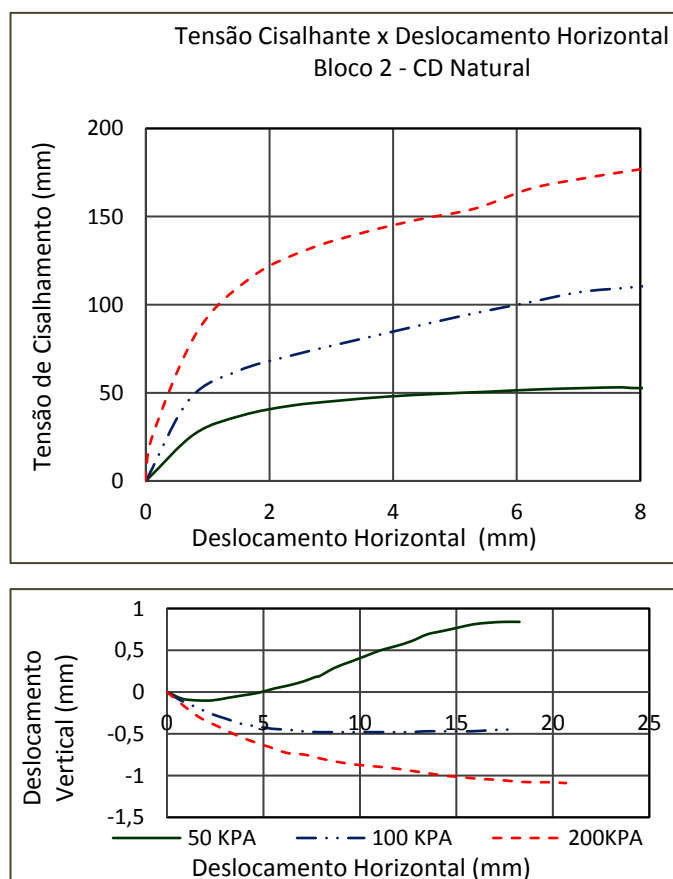 Tensão Cisalhante x Deslocamento Horizontal
Bloco 2 - CD Natural
Tensão de Cisalhamento (mm)
200
150
100
50
0
0 2 4 6 8
Deslocamento Horizontal (mm)
Deslocamento
Vertical (mm)
1
0,5
0
-0,5
-1
-1,5
0 5 10 15 20 25
50 KPA 100 KPA 200KPA
Deslocamento Horizontal (mm)